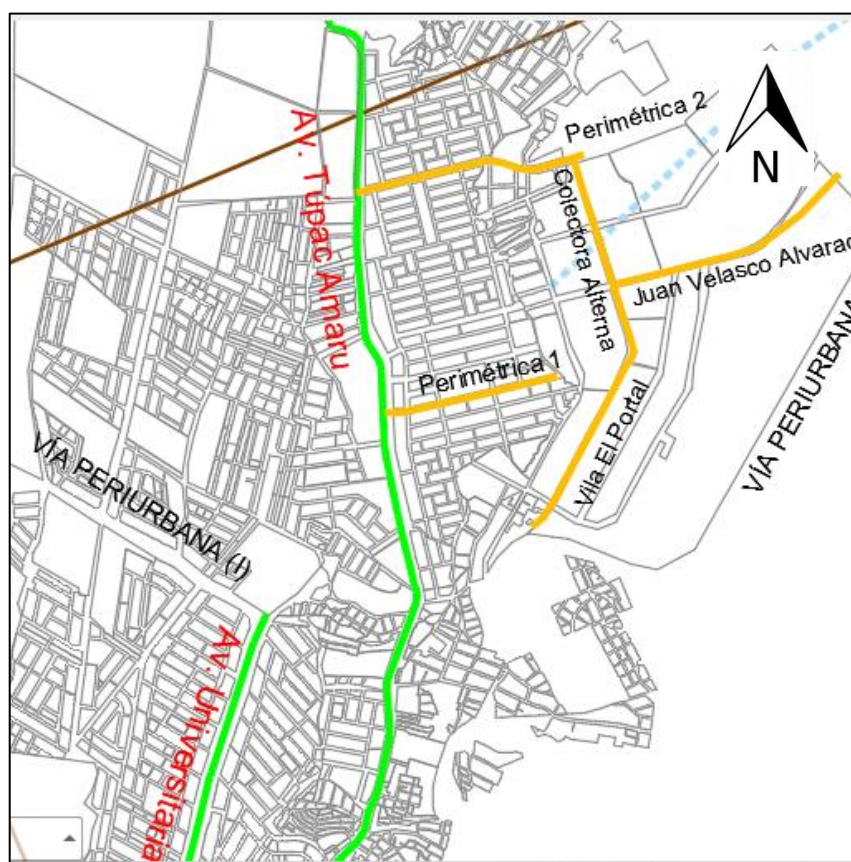 Perimétrica 2
N
Av. Túpac Amaru
Colectora Alterna
Juan Velasco Alvarad
Perimétrica 1
VÍA PERIURBANA
Vila El Portal
VÍA PERIURBANA (I)
Av. Universitaria